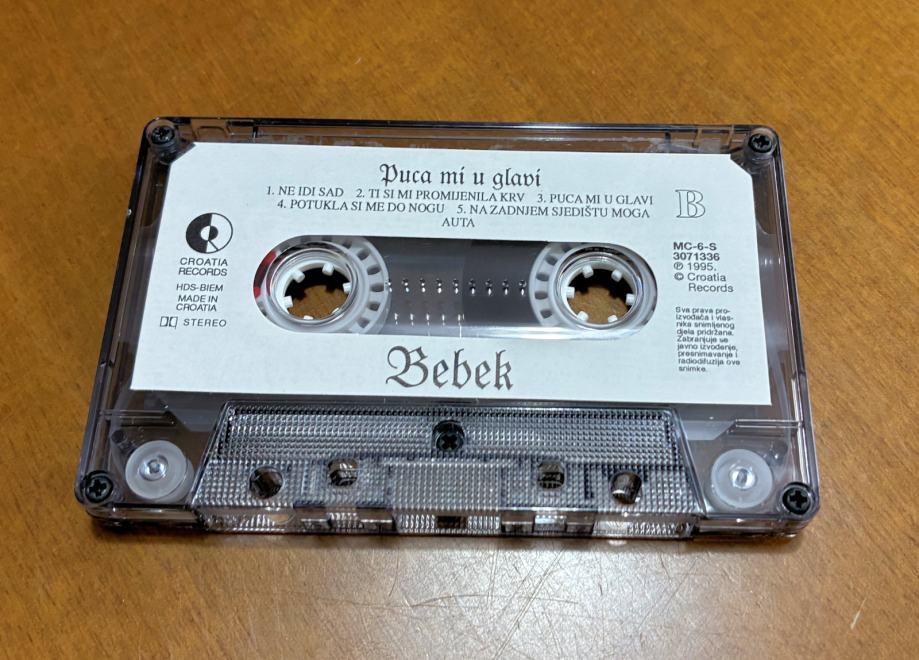 Puca mi u glavi
1. NE IDI SAD 2. TI SI MI PROMIJENILA KRV 3. PUCA MI U GLAVI
4. POTUKLA SI ME DO NOGU 5. NA ZADNJEM SJEDIŠTU MOGA
AUTA
B
CROATIA
RECORDS
HDS-BIEM
MADE IN
CROATIA
STEREO
MC-6-S
3071336
℗ 1995,
© Croatia
Records
Sva prava pro-
izvođača i vlas-
nika snimljenog
djela pridržana.
Zabranjuje se
javno izvođenje,
presnimavanje i
radiodifuzija ove
snimke.
Bebek